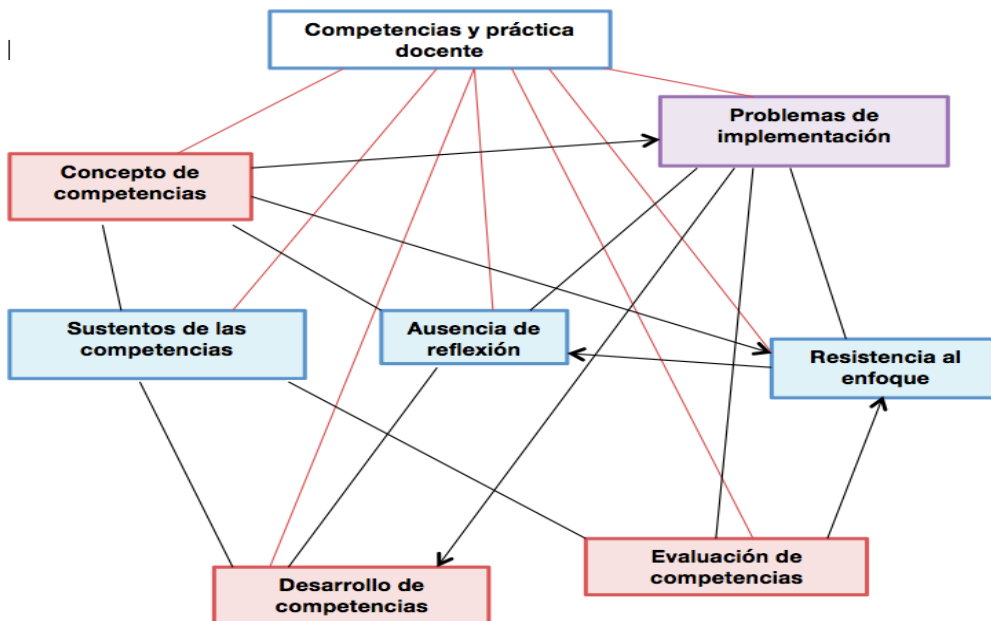 Competencias y práctica
docente
Problemas de
implementación
Concepto de
competencias
Sustentos de las
competencias
Ausencia de
reflexión
Resistencia al
enfoque
Evaluación de
competencias
Desarrollo de
competencias